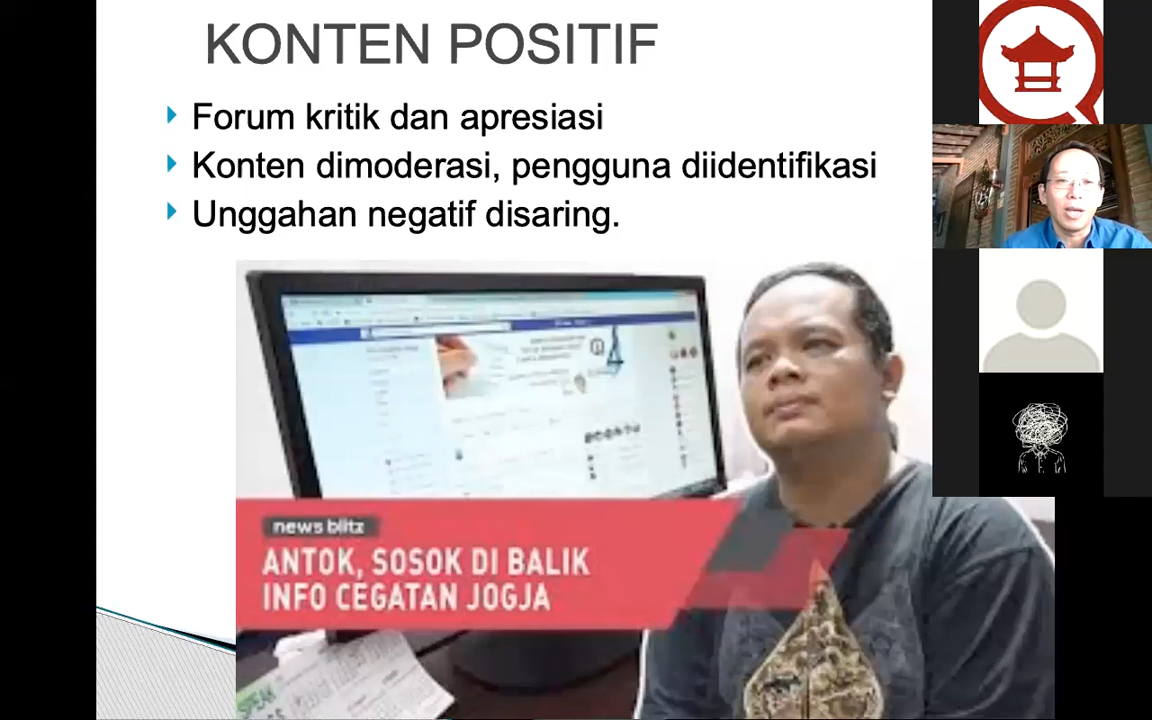 KONTEN POSITIF
Forum kritik dan apresiasi
Konten dimoderasi, pengguna diidentifikasi
Unggahan negatif disaring.
news blitz
ANTOK, SOSOK DI BALIK
INFO CEGATAN JOGJA
SPEAK